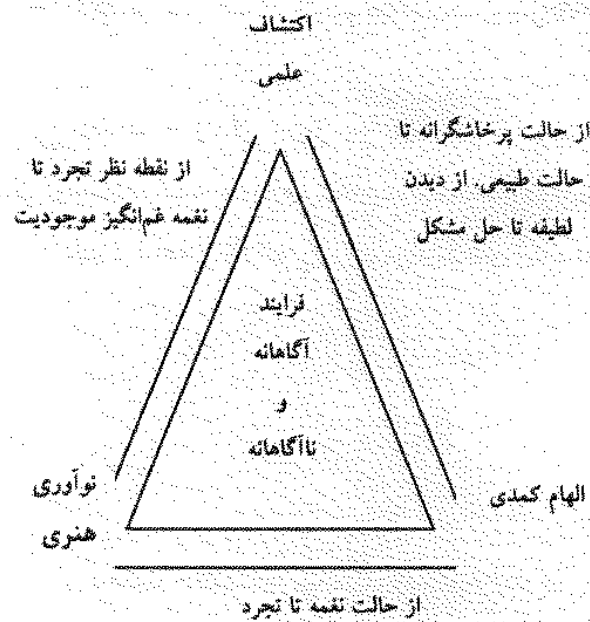 اکتشاف
علمی
از حالت پرخاشگرانه تا
حالت طبیعی. از دیدن
لطیفه تا حل مشکل
از نقطه نظر تجرد تا
نغمه غم‌انگیز موجودیت
فرایند
آگاهانه
و
ناآگاهانه
الهام کمدی
نوآوری
هنری
از حالت نغمه تا تجرد